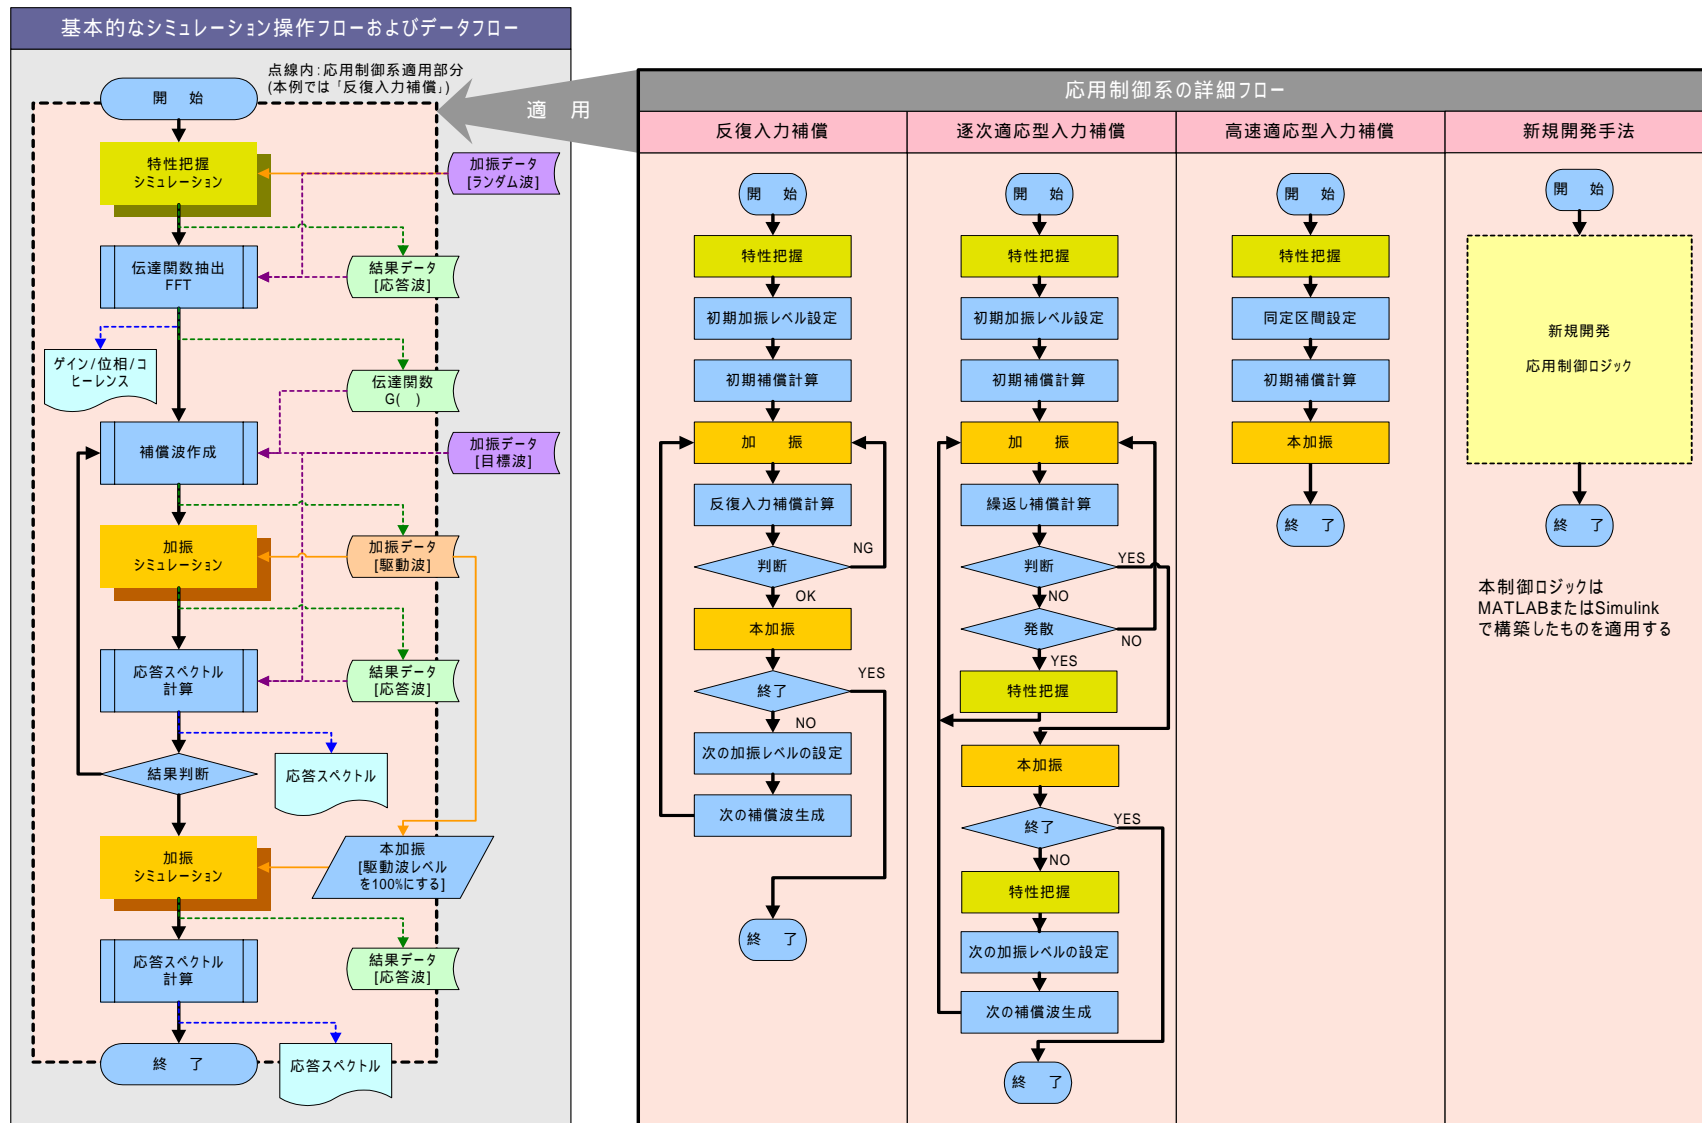 基本的なシミュレーション操作フローおよびデータフロー
点線内：応用制御系適用部分
(本例では「反復入力補償」)
開 始
特性把握
シミュレーション
加振データ
[ランダム波]
伝達関数抽出
FFT
結果データ
[応答波]
ゲイン/位相/コ
ヒーレンス
伝達関数
G( )
補償波作成
加振データ
[目標波]
加振
シミュレーション
加振データ
[駆動波]
応答スペクトル
計算
結果データ
[応答波]
結果判断
応答スペクトル
加振
シミュレーション
本加振
[駆動波レベル
を100%にする]
応答スペクトル
計算
結果データ
[応答波]
終 了
応答スペクトル
適 用
応用制御系の詳細フロー
反復入力補償
開 始
特性把握
初期加振レベル設定
初期補償計算
加 振
反復入力補償計算
判断
NG
OK
本加振
終了
YES
NO
次の加振レベルの設定
次の補償波生成
終 了
逐次適応型入力補償
開 始
特性把握
初期加振レベル設定
初期補償計算
加 振
繰返し補償計算
判断
YES
NO
発散
NO
YES
特性把握
本加振
終了
YES
NO
特性把握
次の加振レベルの設定
次の補償波生成
終 了
高速適応型入力補償
開 始
特性把握
同定区間設定
初期補償計算
本加振
終 了
新規開発手法
開 始
新規開発
応用制御ロジック
終 了
本制御ロジックは
MATLABまたはSimulink
で構築したものを適用する